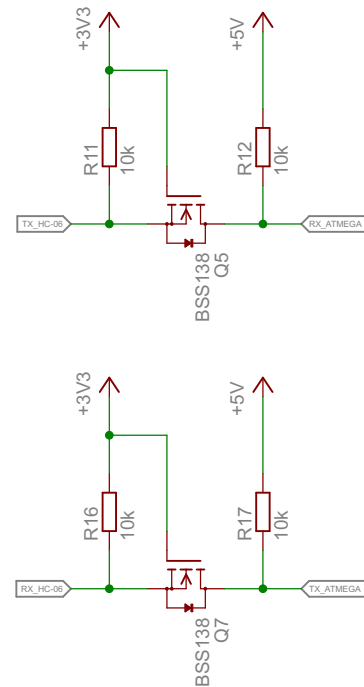 +3V3
+5V
R11
10k
R12
10k
TX_HC-06
RX_ATMEGA
BSS138
Q5
+3V3
+5V
R16
10k
R17
10k
RX_HC-06
TX_ATMEGA
BSS138
Q7